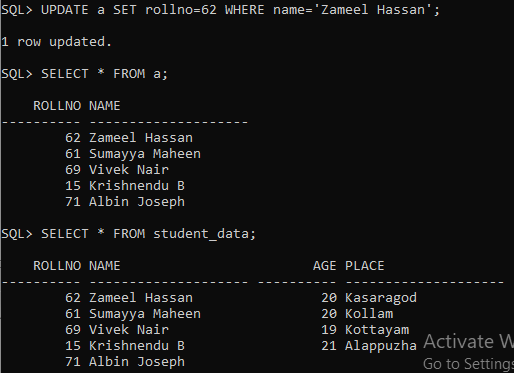 SQL> UPDATE a SET rollno=62 WHERE name='Zameel Hassan';
1 row updated.
SQL> SELECT * FROM a;
ROLLNO NAME
---------- --------------------
62 Zameel Hassan
61 Sumayya Maheen
69 Vivek Nair
15 Krishnendu B
71 Albin Joseph
SQL> SELECT * FROM student_data;
ROLLNO NAME AGE PLACE
---------- -------------------- ---------- --------------------
62 Zameel Hassan 20 Kasaragod
61 Sumayya Maheen 20 Kollam
69 Vivek Nair 19 Kottayam
15 Krishnendu B 21 Alappuzha
71 Albin Joseph
Activate W
Go to Settings